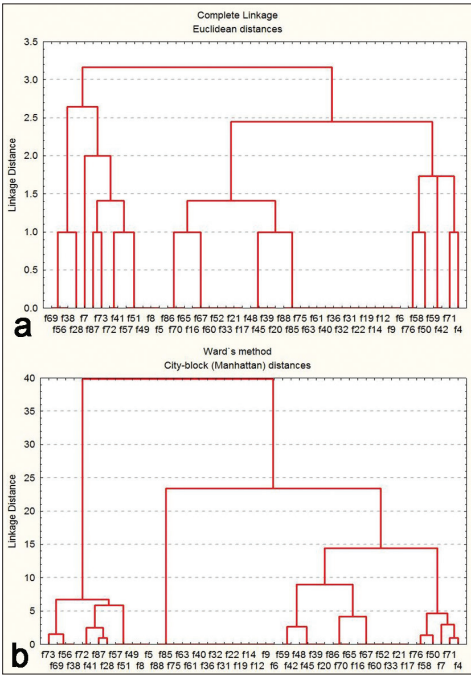 Complete Linkage
Euclidean distances
3.5
3.0
2.5
2.0
1.5
1.0
0.5
0.0
Linkage Distance
f69 f38 f7 f73 f41 f51 f8 f86 f65 f67 f52 f21 f48 f39 f88 f75 f61 f36 f31 f19 f12 f6 f58 f59 f71
f56 f28 f87 f72 f57 f49 f5 f70 f16 f60 f33 f17 f45 f20 f85 f63 f40 f32 f22 f14 f9 f76 f50 f42 f4
a
Ward`s method
City-block (Manhattan) distances
40
35
30
25
20
15
10
5
0
Linkage Distance
f73 f56 f72 f87 f57 f49 f5 f85 f63 f40 f32 f22 f14 f9 f59 f48 f39 f86 f65 f67 f52 f21 f76 f50 f71
f69 f38 f41 f28 f51 f8 f88 f75 f61 f36 f31 f19 f12 f6 f42 f45 f20 f70 f16 f60 f33 f17 f58 f7 f4
b